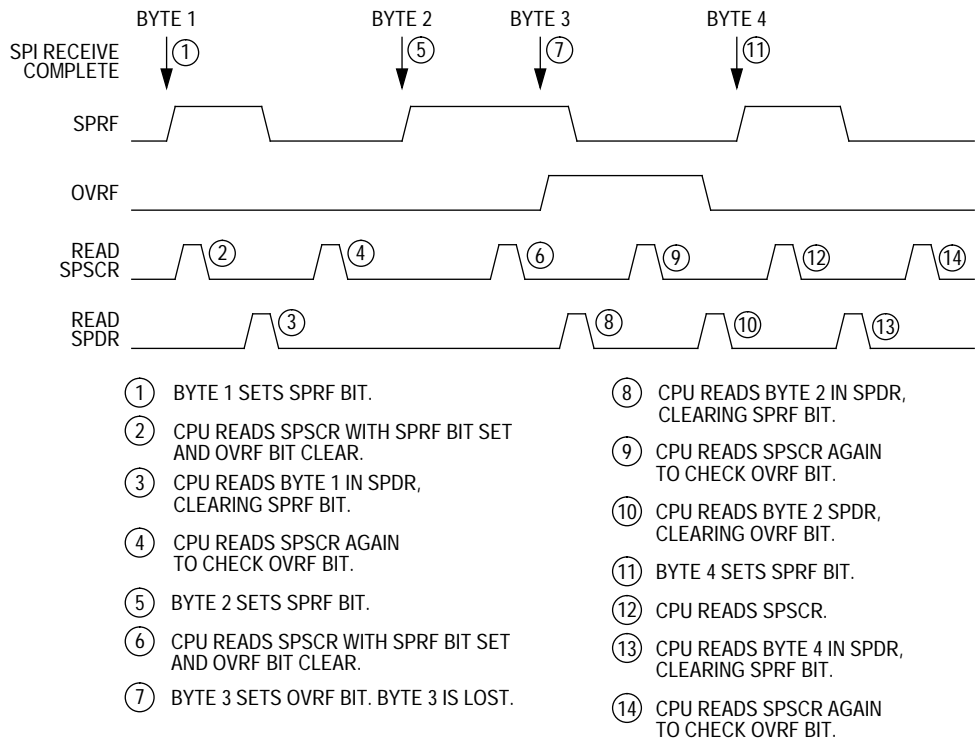 BYTE 1 BYTE 2 BYTE 3 BYTE 4
SPI RECEIVE
COMPLETE
1 5 7 11
SPRF
OVRF
READ
SPSCR
2 4 6 9 12 14
READ
SPDR
3 8 10 13
1 BYTE 1 SETS SPRF BIT.
2 CPU READS SPSCR WITH SPRF BIT SET
AND OVRF BIT CLEAR.
3 CPU READS BYTE 1 IN SPDR,
CLEARING SPRF BIT.
4 CPU READS SPSCR AGAIN
TO CHECK OVRF BIT.
5 BYTE 2 SETS SPRF BIT.
6 CPU READS SPSCR WITH SPRF BIT SET
AND OVRF BIT CLEAR.
7 BYTE 3 SETS OVRF BIT. BYTE 3 IS LOST.
8 CPU READS BYTE 2 IN SPDR,
CLEARING SPRF BIT.
9 CPU READS SPSCR AGAIN
TO CHECK OVRF BIT.
10 CPU READS BYTE 2 SPDR,
CLEARING OVRF BIT.
11 BYTE 4 SETS SPRF BIT.
12 CPU READS SPSCR.
13 CPU READS BYTE 4 IN SPDR,
CLEARING SPRF BIT.
14 CPU READS SPSCR AGAIN
TO CHECK OVRF BIT.